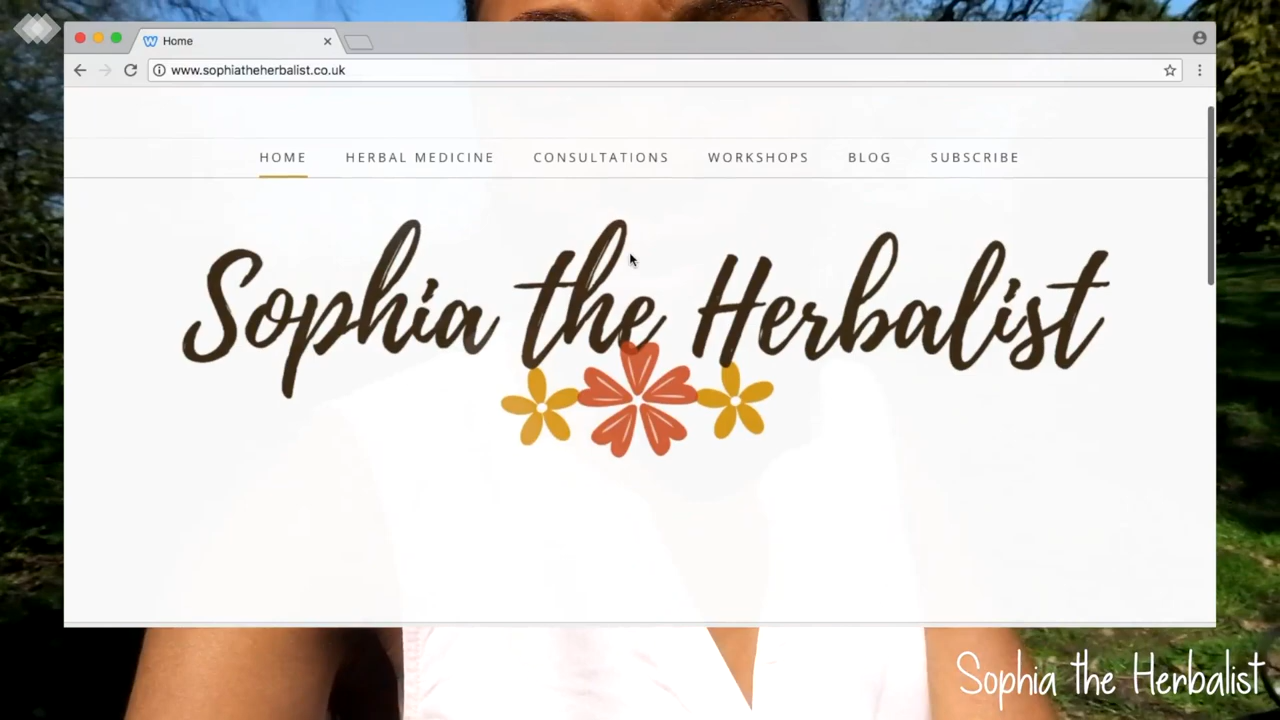 Home
www.sophiatheherbalist.co.uk
HOME HERBAL MEDICINE CONSULTATIONS WORKSHOPS BLOG SUBSCRIBE
Sophia the Herbalist
Sophia the Herbalist